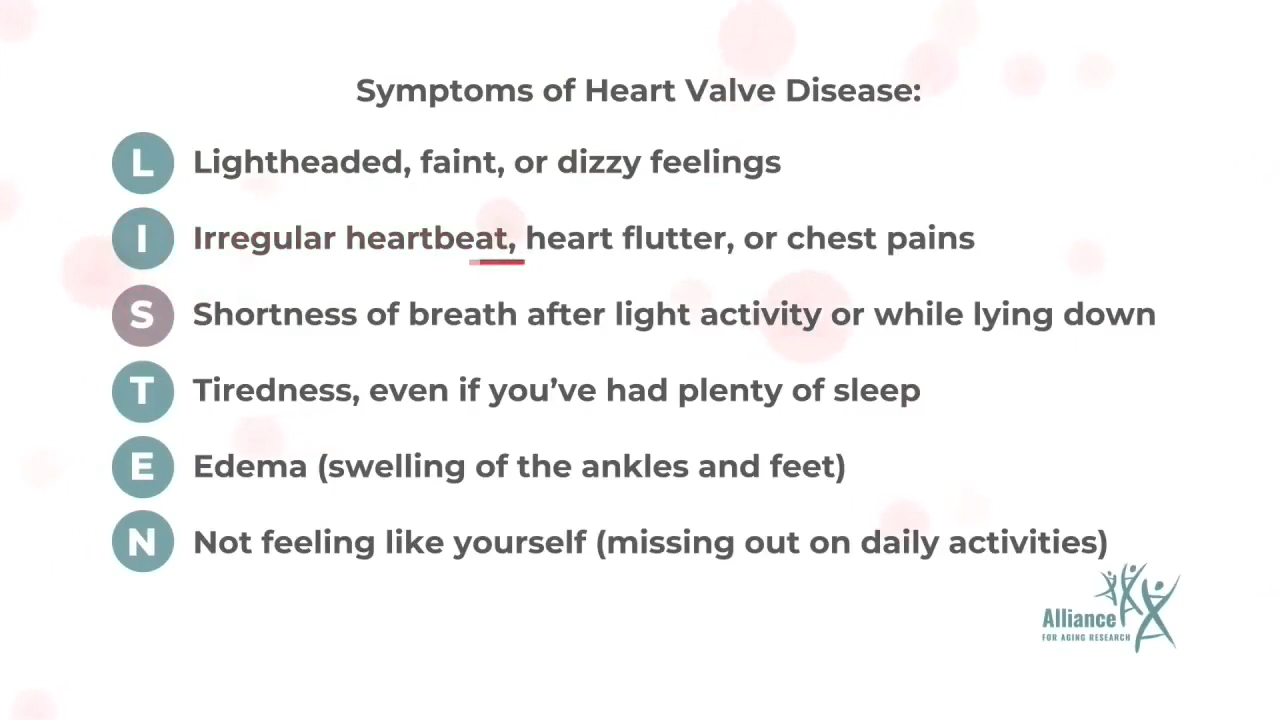 Symptoms of Heart Valve Disease:
L Lightheaded, faint, or dizzy feelings
I Irregular heartbeat, heart flutter, or chest pains
S Shortness of breath after light activity or while lying down
T Tiredness, even if you’ve had plenty of sleep
E Edema (swelling of the ankles and feet)
N Not feeling like yourself (missing out on daily activities)
Alliance
FOR AGING RESEARCH